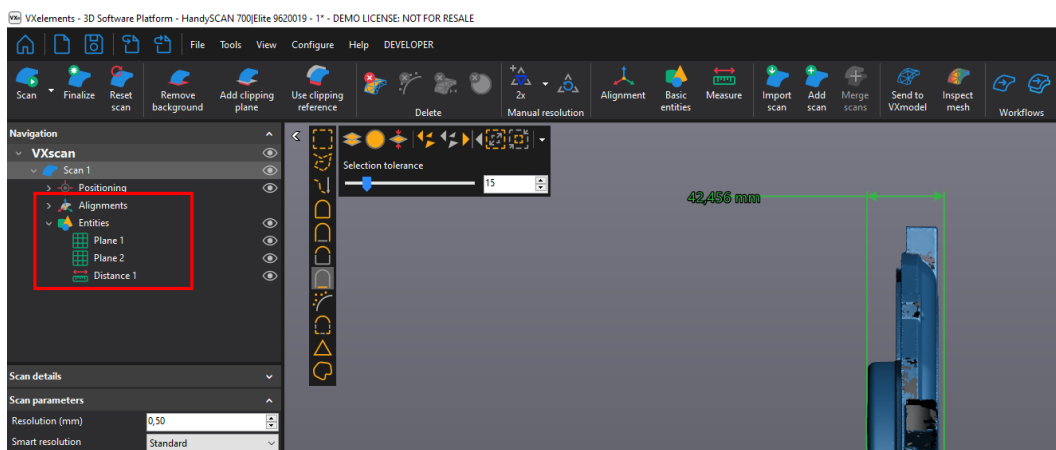 VXelements - 3D Software Platform - HandySCAN 700|Elite 9620019 - 1* - DEMO LICENSE: NOT FOR RESALE
File Tools View Configure Help DEVELOPER
Scan
Finalize
Reset scan
Remove background
Add clipping plane
Use clipping reference
Delete
2x
Manual resolution
Alignment
Basic entities
Measure
Import scan
Add scan
Merge scans
Send to VXmodel
Inspect mesh
Workflows
Navigation
VXscan
Scan 1
Positioning
Alignments
Entities
Plane 1
Plane 2
Distance 1
Scan details
Scan parameters
Resolution (mm) 0,50
Smart resolution Standard
Selection tolerance
15
42,456 mm